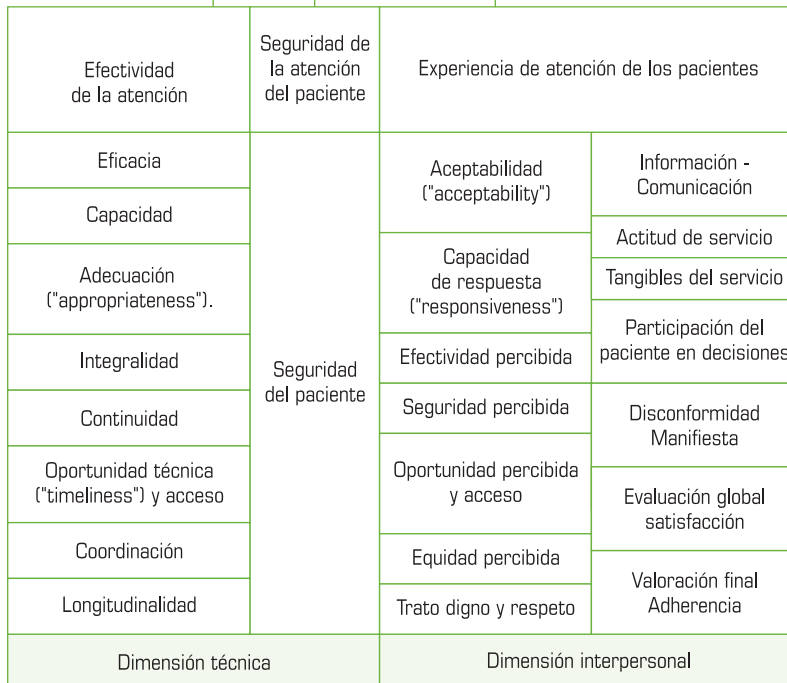 Efectividad
de la atención
Seguridad de
la atención
del paciente
Experiencia de atención de los pacientes
Eficacia
Capacidad
Adecuación
("appropriateness").
Integralidad
Continuidad
Oportunidad técnica
("timeliness") y acceso
Coordinación
Longitudinalidad
Seguridad
del paciente
Aceptabilidad
("acceptability")
Capacidad
de respuesta
("responsiveness")
Efectividad percibida
Seguridad percibida
Oportunidad percibida
y acceso
Equidad percibida
Trato digno y respeto
Información -
Comunicación
Actitud de servicio
Tangibles del servicio
Participación del
paciente en decisiones
Disconformidad
Manifiesta
Evaluación global
satisfacción
Valoración final
Adherencia
Dimensión técnica
Dimensión interpersonal